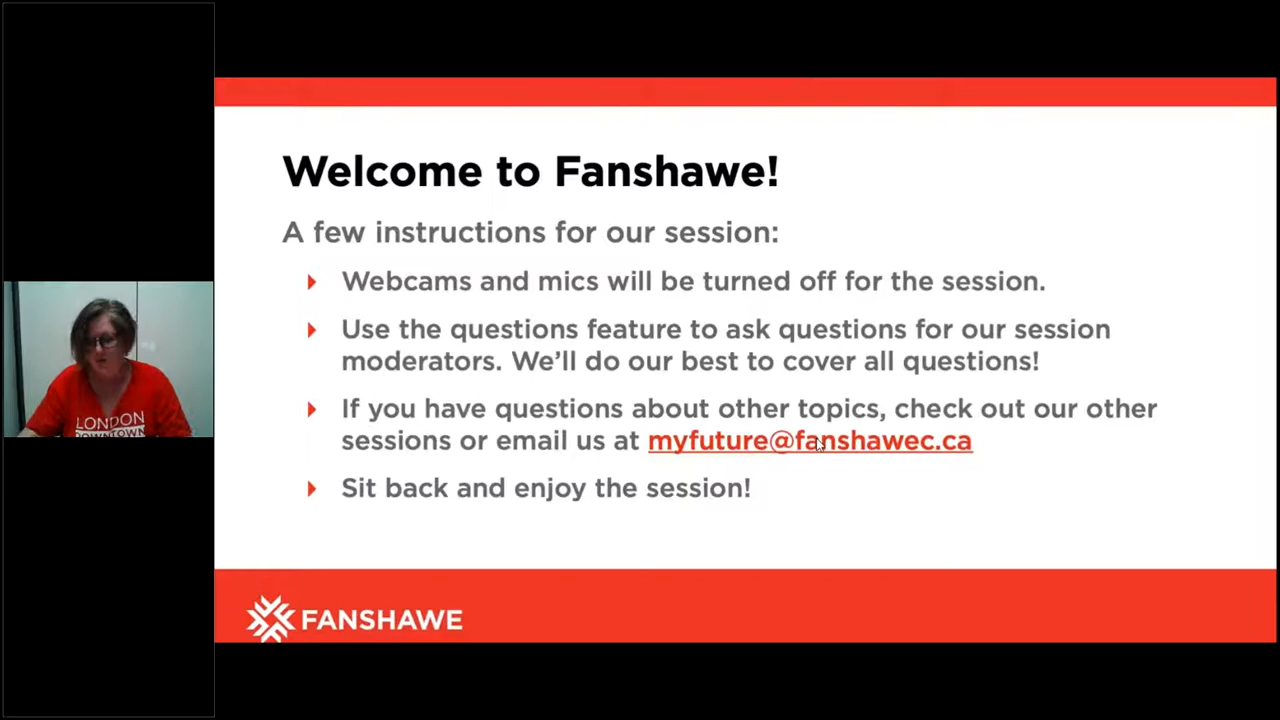 Welcome to Fanshawe!
A few instructions for our session:
Webcams and mics will be turned off for the session.
Use the questions feature to ask questions for our session
moderators. We'll do our best to cover all questions!
If you have questions about other topics, check out our other
sessions or email us at myfuture@fanshawec.ca
Sit back and enjoy the session!
LONDON
DOWNTOWN
FANSHAWE